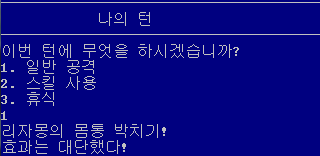 나의 턴
이번 턴에 무엇을 하시겠습니까?
1. 일반 공격
2. 스킬 사용
3. 휴식
1
리자몽의 몸통 박치기!
효과는 대단했다!